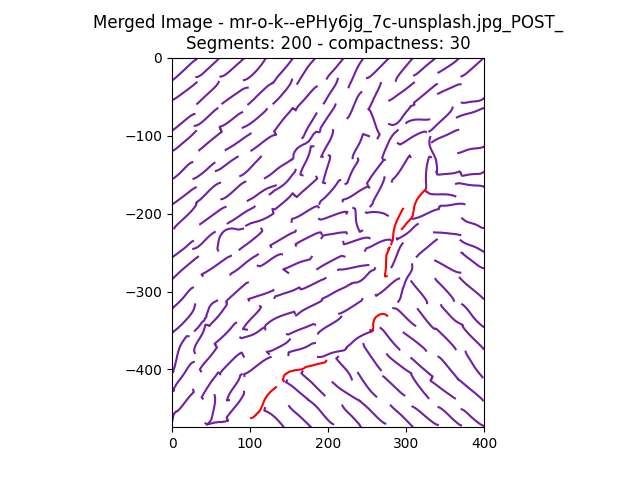 Merged Image - mr-o-k--ePHy6jg_7c-unsplash.jpg_POST_
Segments: 200 - compactness: 30
0
−100
−200
−300
−400
0 100 200 300 400